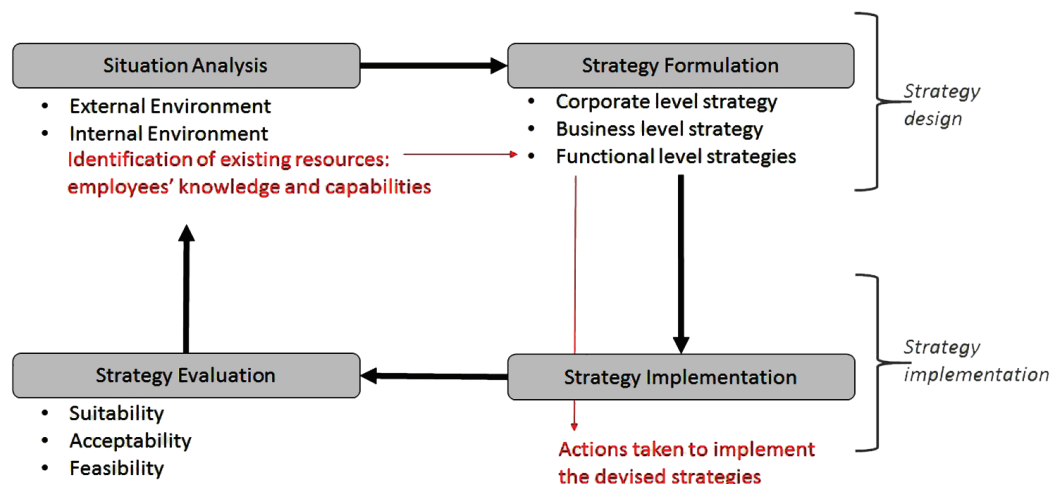 Situation Analysis
• External Environment
• Internal Environment
Identification of existing resources:
employees' knowledge and capabilities
Strategy Formulation
• Corporate level strategy
• Business level strategy
• Functional level strategies
Strategy
design
Strategy Evaluation
• Suitability
• Acceptability
• Feasibility
Strategy Implementation
Actions taken to implement
the devised strategies
Strategy
implementation